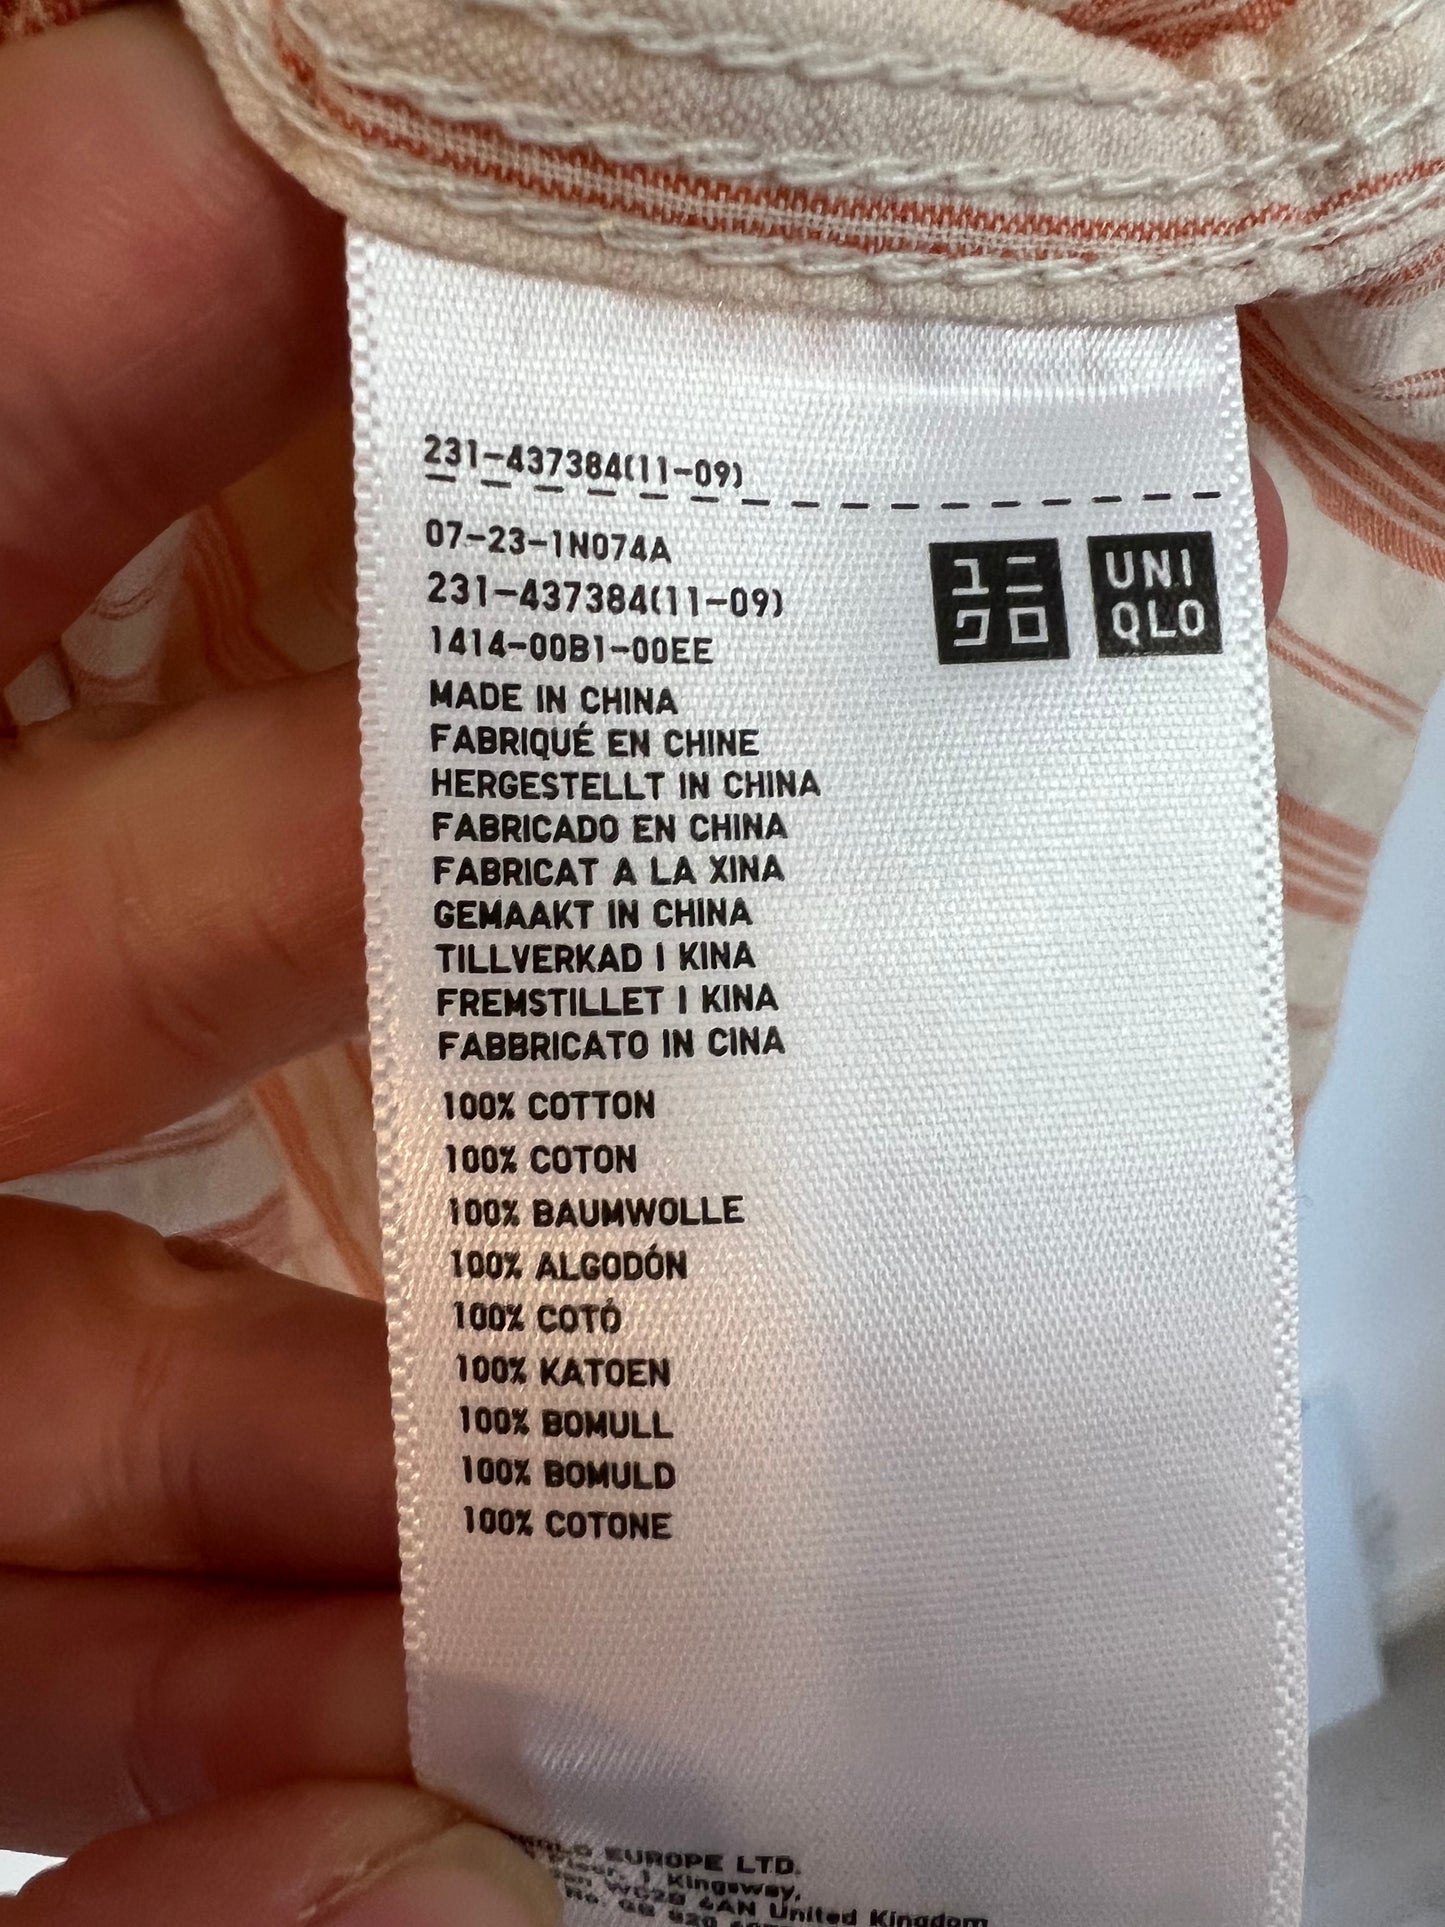 231-437384(11-09)
07-23-1N074A
231-437384(11-09)
1414-00B1-00EE
ユニ
クロ
UNI
QLO
MADE IN CHINA
FABRIQUÉ EN CHINE
HERGESTELLT IN CHINA
FABRICADO EN CHINA
FABRICAT A LA XINA
GEMAAKT IN CHINA
TILLVERKAD I KINA
FREMSTILLET I KINA
FABBRICATO IN CINA
100% COTTON
100% COTON
100% BAUMWOLLE
100% ALGODÓN
100% COTÓ
100% KATOEN
100% BOMULL
100% BOMULD
100% COTONE
EUROPE LTD.
1 Kingsway,
WC2B 6AN United Kingdom